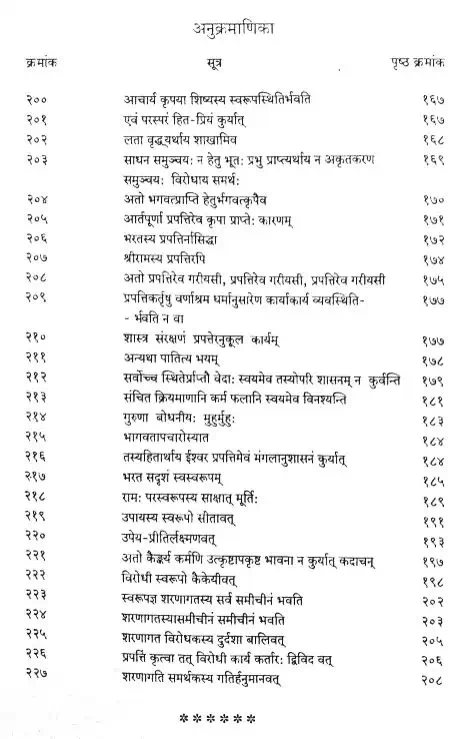 अनुक्रमाणिका
क्रमांक सूत्र पृष्ठ क्रमांक
२०० आचार्य कृपया शिष्यस्य स्वरूपस्थितिर्भवति १६७
२०१ एवं परस्परं हित-प्रियं कुर्यात् १६७
२०२ लता वृद्ध्यर्थाय शाखामिव १६८
२०३ साधन समुञ्चयः न हेतु भूतः प्रभु प्राप्त्यर्थाय न अकृतकरण १६९
समुञ्चयः विरोधाय समर्थः
२०४ अतो भगवत्प्राप्ति हेतुर्भगवत्कृपैव १७०
२०५ आर्तपूर्णा प्रपत्तिरेव कृपा प्राप्तेः कारणम् १७१
२०६ भरतस्य प्रपत्तिर्नासिद्धा १७२
२०७ श्रीरामस्य प्रपत्तिरपि १७४
२०८ अतो प्रपत्तिरेव गरीयसी, प्रपत्तिरेव गरीयसी, प्रपत्तिरेव गरीयसी १७५
२०९ प्रपत्तिकर्तृषु वर्णाश्रम धर्मानुसारेण कार्याकार्य व्यवस्थिति- १७७
- र्भवति न वा
२१० शास्त्र संरक्षणं प्रपत्तेरनुकूल कार्यम् १७७
२११ अन्यथा पातित्य भयम् १७८
२१२ सर्वोच्च स्थितेर्प्राप्तौ वेदाः स्वयमेव तस्योपरि शासनम् न कुर्वन्ति १७९
२१३ संचित क्रियमाणानि कर्म फलानि स्वयमेव विनश्यन्ति १८१
२१४ गुरुणा बोधनीयः मुहुर्मुहुः १८३
२१५ भागवतापचारोस्यात १८४
२१६ तस्यहितार्थाय ईश्वर प्रपत्तिमेवं मंगलानुशासनं कुर्यात् १८४
२१७ भरत सदृशं स्वस्वरूपम् १८५
२१८ रामः परस्वरूपस्य साक्षात् मूर्तिः १८९
२१९ उपायस्य स्वरूपो सीतावत् १९१
२२० उपेय-प्रीतिर्लक्ष्मणवत् १९३
२२१ अतो कैङ्कर्य कर्मणि उत्कृष्टापकृष्ट भावना न कुर्यात् कदाचन् १९७
२२२ विरोधी स्वरूपो कैकेयीवत् १९८
२२३ स्वरूपज्ञ शरणागतस्य सर्व समीचीनं भवति २०२
२२४ शरणागतस्यासमीचीनं समीचीनं भवति २०३
२२५ शरणागत विरोधकस्य दुर्दशा बालिवत् २०५
२२६ प्रपत्तिं कृत्वा तत् विरोधी कार्य कर्तारः द्विविद वत् २०६
२२७ शरणागति समर्थकस्य गतिर्हनुमानवत् २०८
******